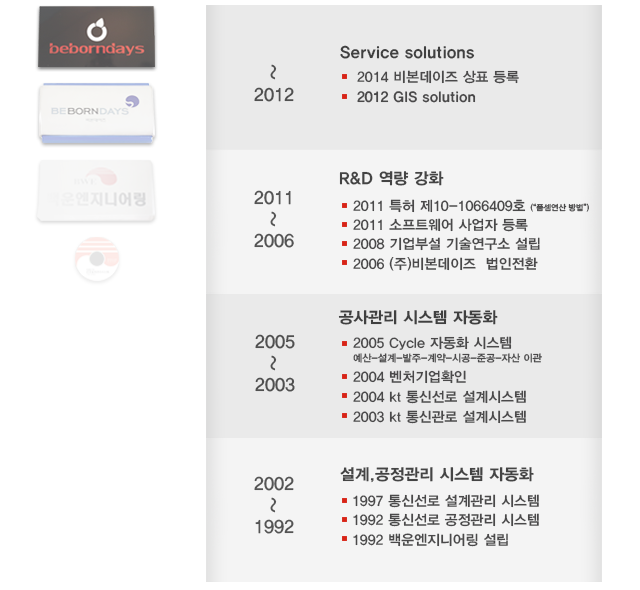 beborndays
BEBORNDAYS
백운엔지니어링
~
2012
Service solutions
2014 비본데이즈 상표 등록
2012 GIS solution
2011
~
2006
R&D 역량 강화
2011 특허 제10-1066409호 ("폼셈연산 방법")
2011 소프트웨어 사업자 등록
2008 기업부설 기술연구소 설립
2006 (주)비본데이즈 법인전환
2005
~
2003
공사관리 시스템 자동화
2005 Cycle 자동화 시스템
예산-설계-발주-계약-시공-준공-자산 이관
2004 벤처기업확인
2004 kt 통신선로 설계시스템
2003 kt 통신관로 설계시스템
2002
~
1992
설계,공정관리 시스템 자동화
1997 통신선로 설계관리 시스템
1992 통신선로 공정관리 시스템
1992 백운엔지니어링 설립